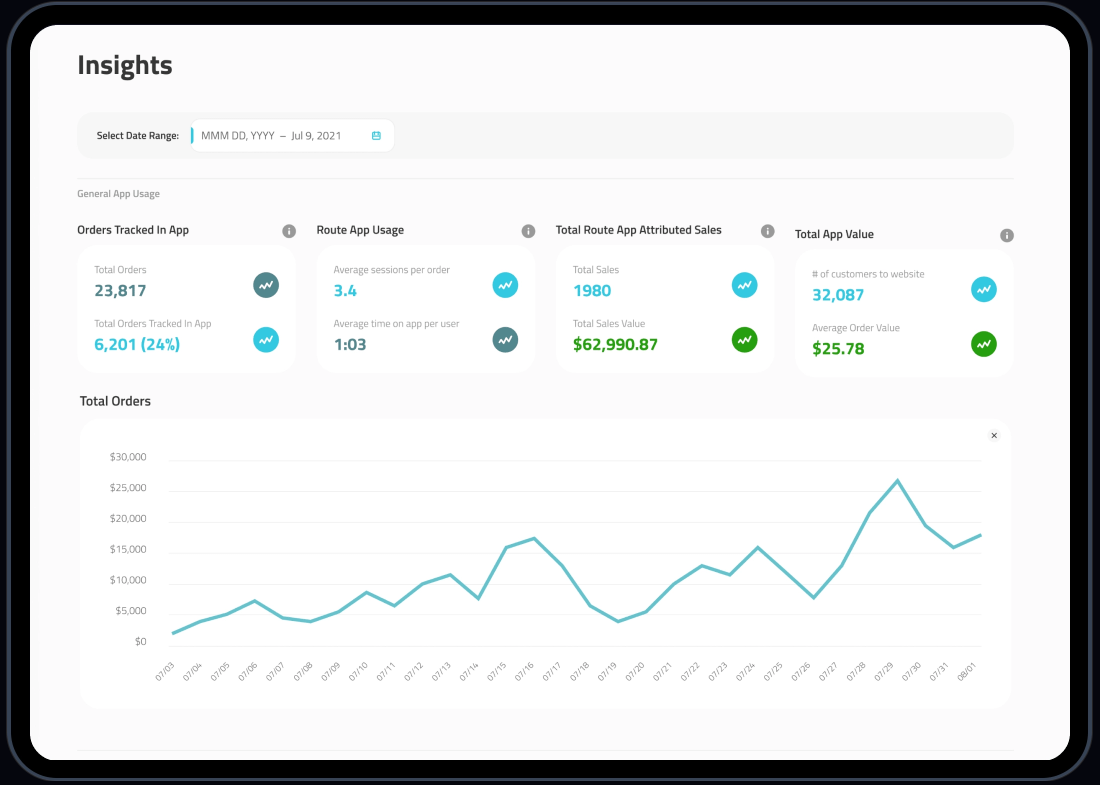 Insights
Select Date Range: MMM DD, YYYY – Jul 9, 2021
General App Usage
Orders Tracked In App
Total Orders
23,817
Total Orders Tracked In App
6,201 (24%)
Route App Usage
Average sessions per order
3.4
Average time on app per user
1:03
Total Route App Attributed Sales
Total Sales
1980
Total Sales Value
$62,990.87
Total App Value
# of customers to website
32,087
Average Order Value
$25.78
Total Orders
$30,000
$25,000
$20,000
$15,000
$10,000
$5,000
$0
07/03 07/04 07/05 07/06 07/07 07/08 07/09 07/10 07/11 07/12 07/13 07/14 07/15 07/16 07/17 07/18 07/19 07/20 07/21 07/22 07/23 07/24 07/25 07/26 07/27 07/28 07/29 07/30 07/31 08/01